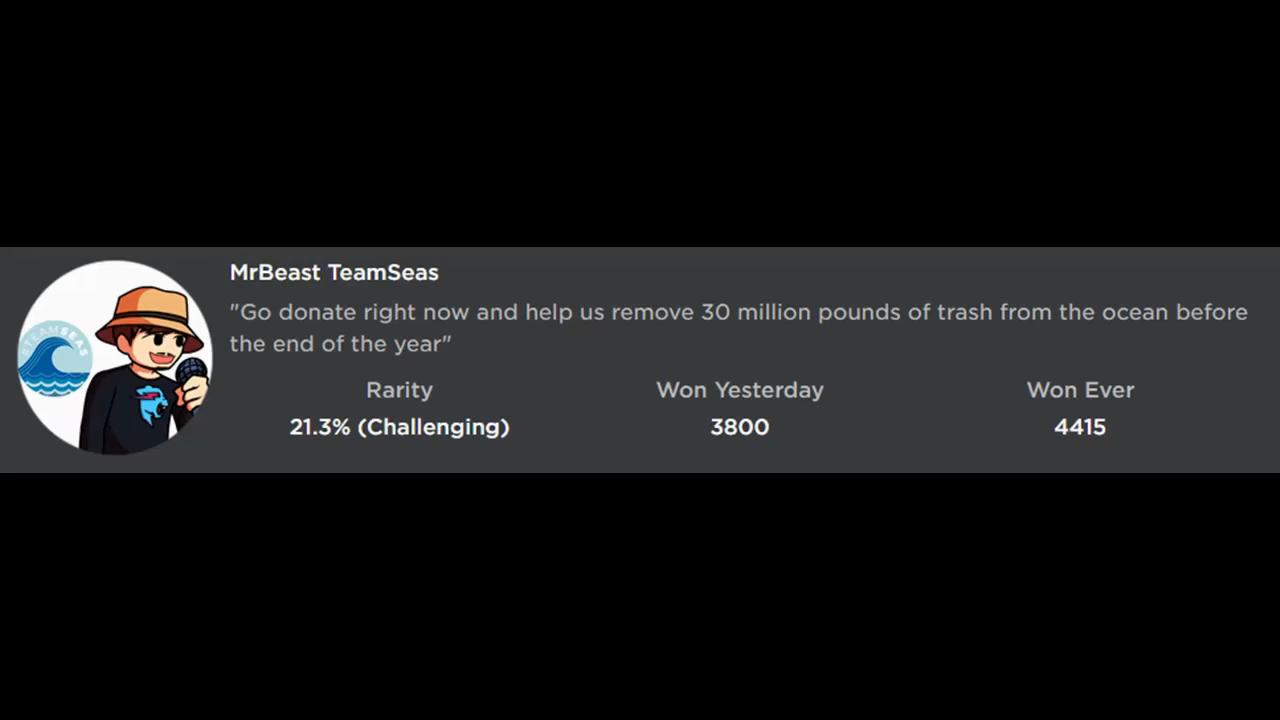 MrBeast TeamSeas
"Go donate right now and help us remove 30 million pounds of trash from the ocean before
the end of the year"
Rarity Won Yesterday Won Ever
21.3% (Challenging) 3800 4415
#TEAMSEAS